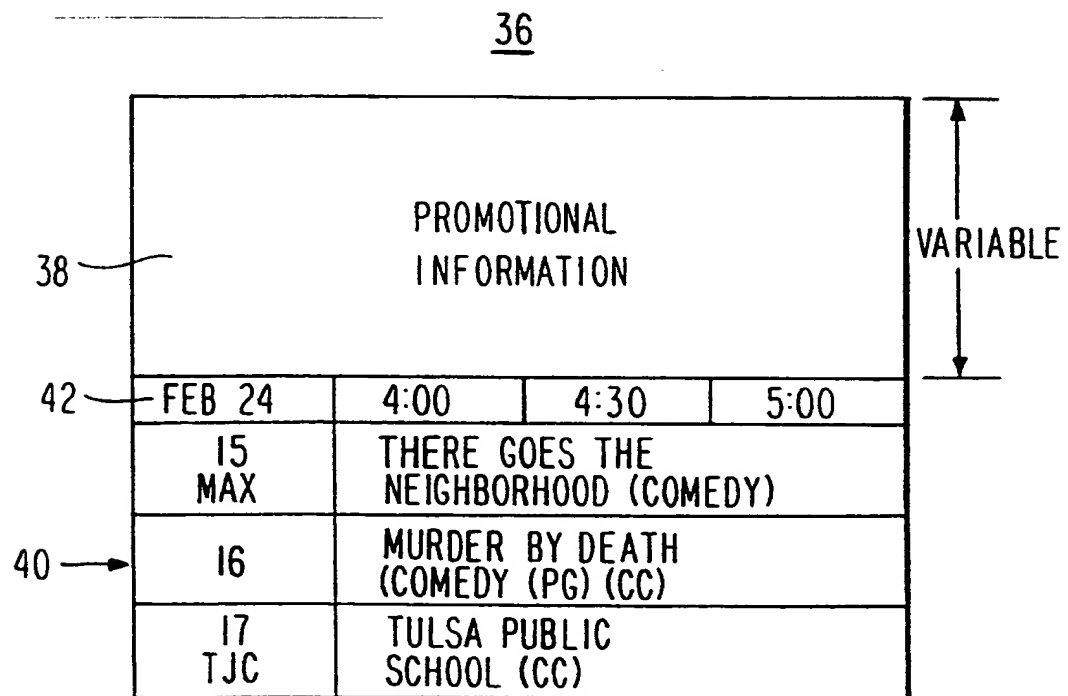 36
PROMOTIONAL
INFORMATION
VARIABLE
38
42
FEB 24 4:00 4:30 5:00
15
MAX
THERE GOES THE
NEIGHBORHOOD (COMEDY)
40
16
MURDER BY DEATH
(COMEDY (PG) (CC)
17
TJC
TULSA PUBLIC
SCHOOL (CC)